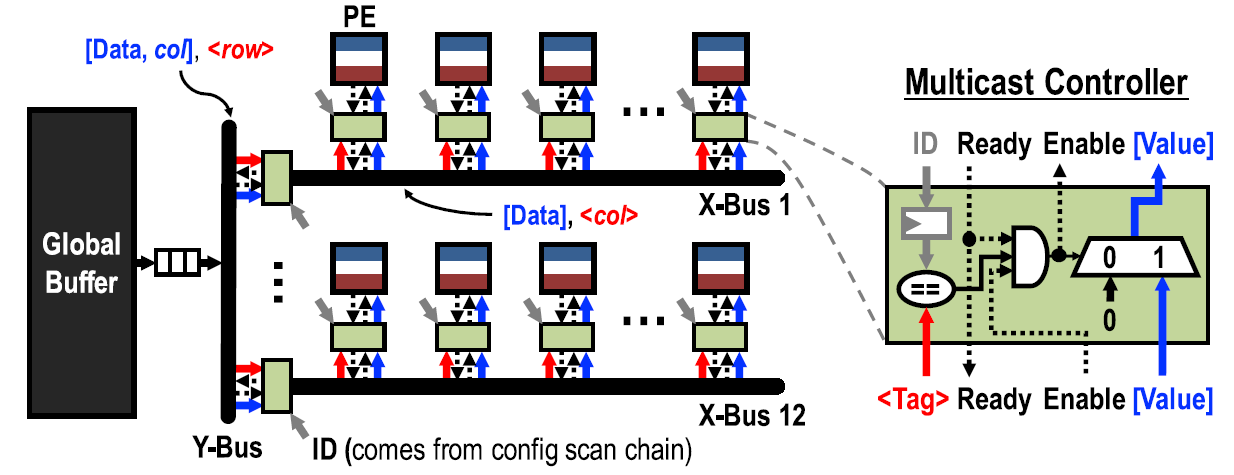 PE
[Data, col], <row>
Multicast Controller
ID Ready Enable [Value]
X-Bus 1
[Data], <col>
Global
Buffer
0 1
==
0
<Tag> Ready Enable [Value]
X-Bus 12
Y-Bus
ID (comes from config scan chain)